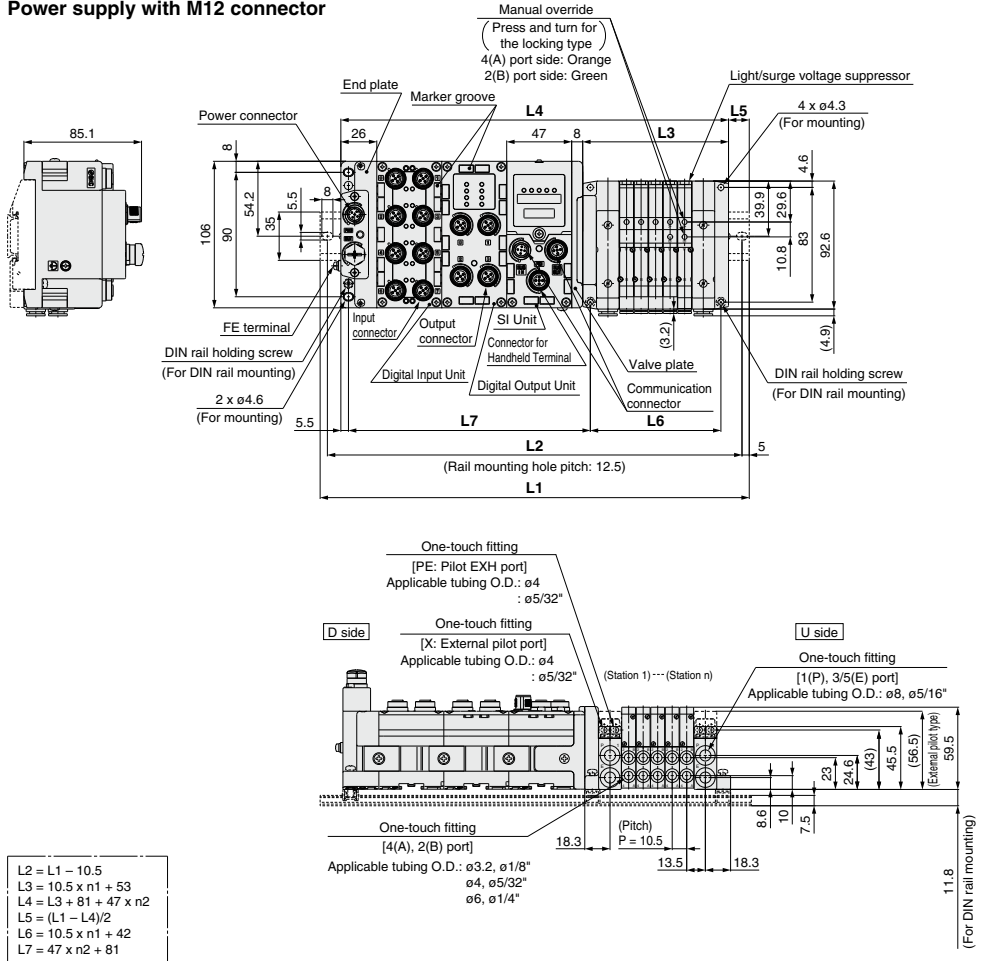 Power supply with M12 connector
Manual override
(Press and turn for
the locking type)
4(A) port side: Orange
2(B) port side: Green
Light/surge voltage suppressor
End plate
Marker groove
Power connector
L4
L5
4 x ø4.3
(For mounting)
85.1
26
47
8
L3
8
8
5.5
54.2
35
106
90
4.6
39.9
29.6
10.8
83
92.6
(3.2)
(4.9)
FE terminal
Input
connector
Output
connector
SI Unit
Connector for
Handheld Terminal
Valve plate
DIN rail holding screw
(For DIN rail mounting)
Digital Input Unit
Digital Output Unit
Communication
connector
DIN rail holding screw
(For DIN rail mounting)
2 x ø4.6
(For mounting)
5.5
L7
L6
L2
5
(Rail mounting hole pitch: 12.5)
L1
One-touch fitting
[PE: Pilot EXH port]
Applicable tubing O.D.: ø4
: ø5/32"
D side
One-touch fitting
[X: External pilot port]
Applicable tubing O.D.: ø4
: ø5/32"
(Station 1) --- (Station n)
U side
One-touch fitting
[1(P), 3/5(E) port]
Applicable tubing O.D.: ø8, ø5/16"
23
24.6
(43)
45.5
(56.5)
(External pilot type)
59.5
8.6
10
7.5
11.8
(For DIN rail mounting)
One-touch fitting
[4(A), 2(B) port]
Applicable tubing O.D.: ø3.2, ø1/8"
ø4, ø5/32"
ø6, ø1/4"
18.3
(Pitch)
P = 10.5
13.5
18.3
L2 = L1 – 10.5
L3 = 10.5 x n1 + 53
L4 = L3 + 81 + 47 x n2
L5 = (L1 – L4)/2
L6 = 10.5 x n1 + 42
L7 = 47 x n2 + 81